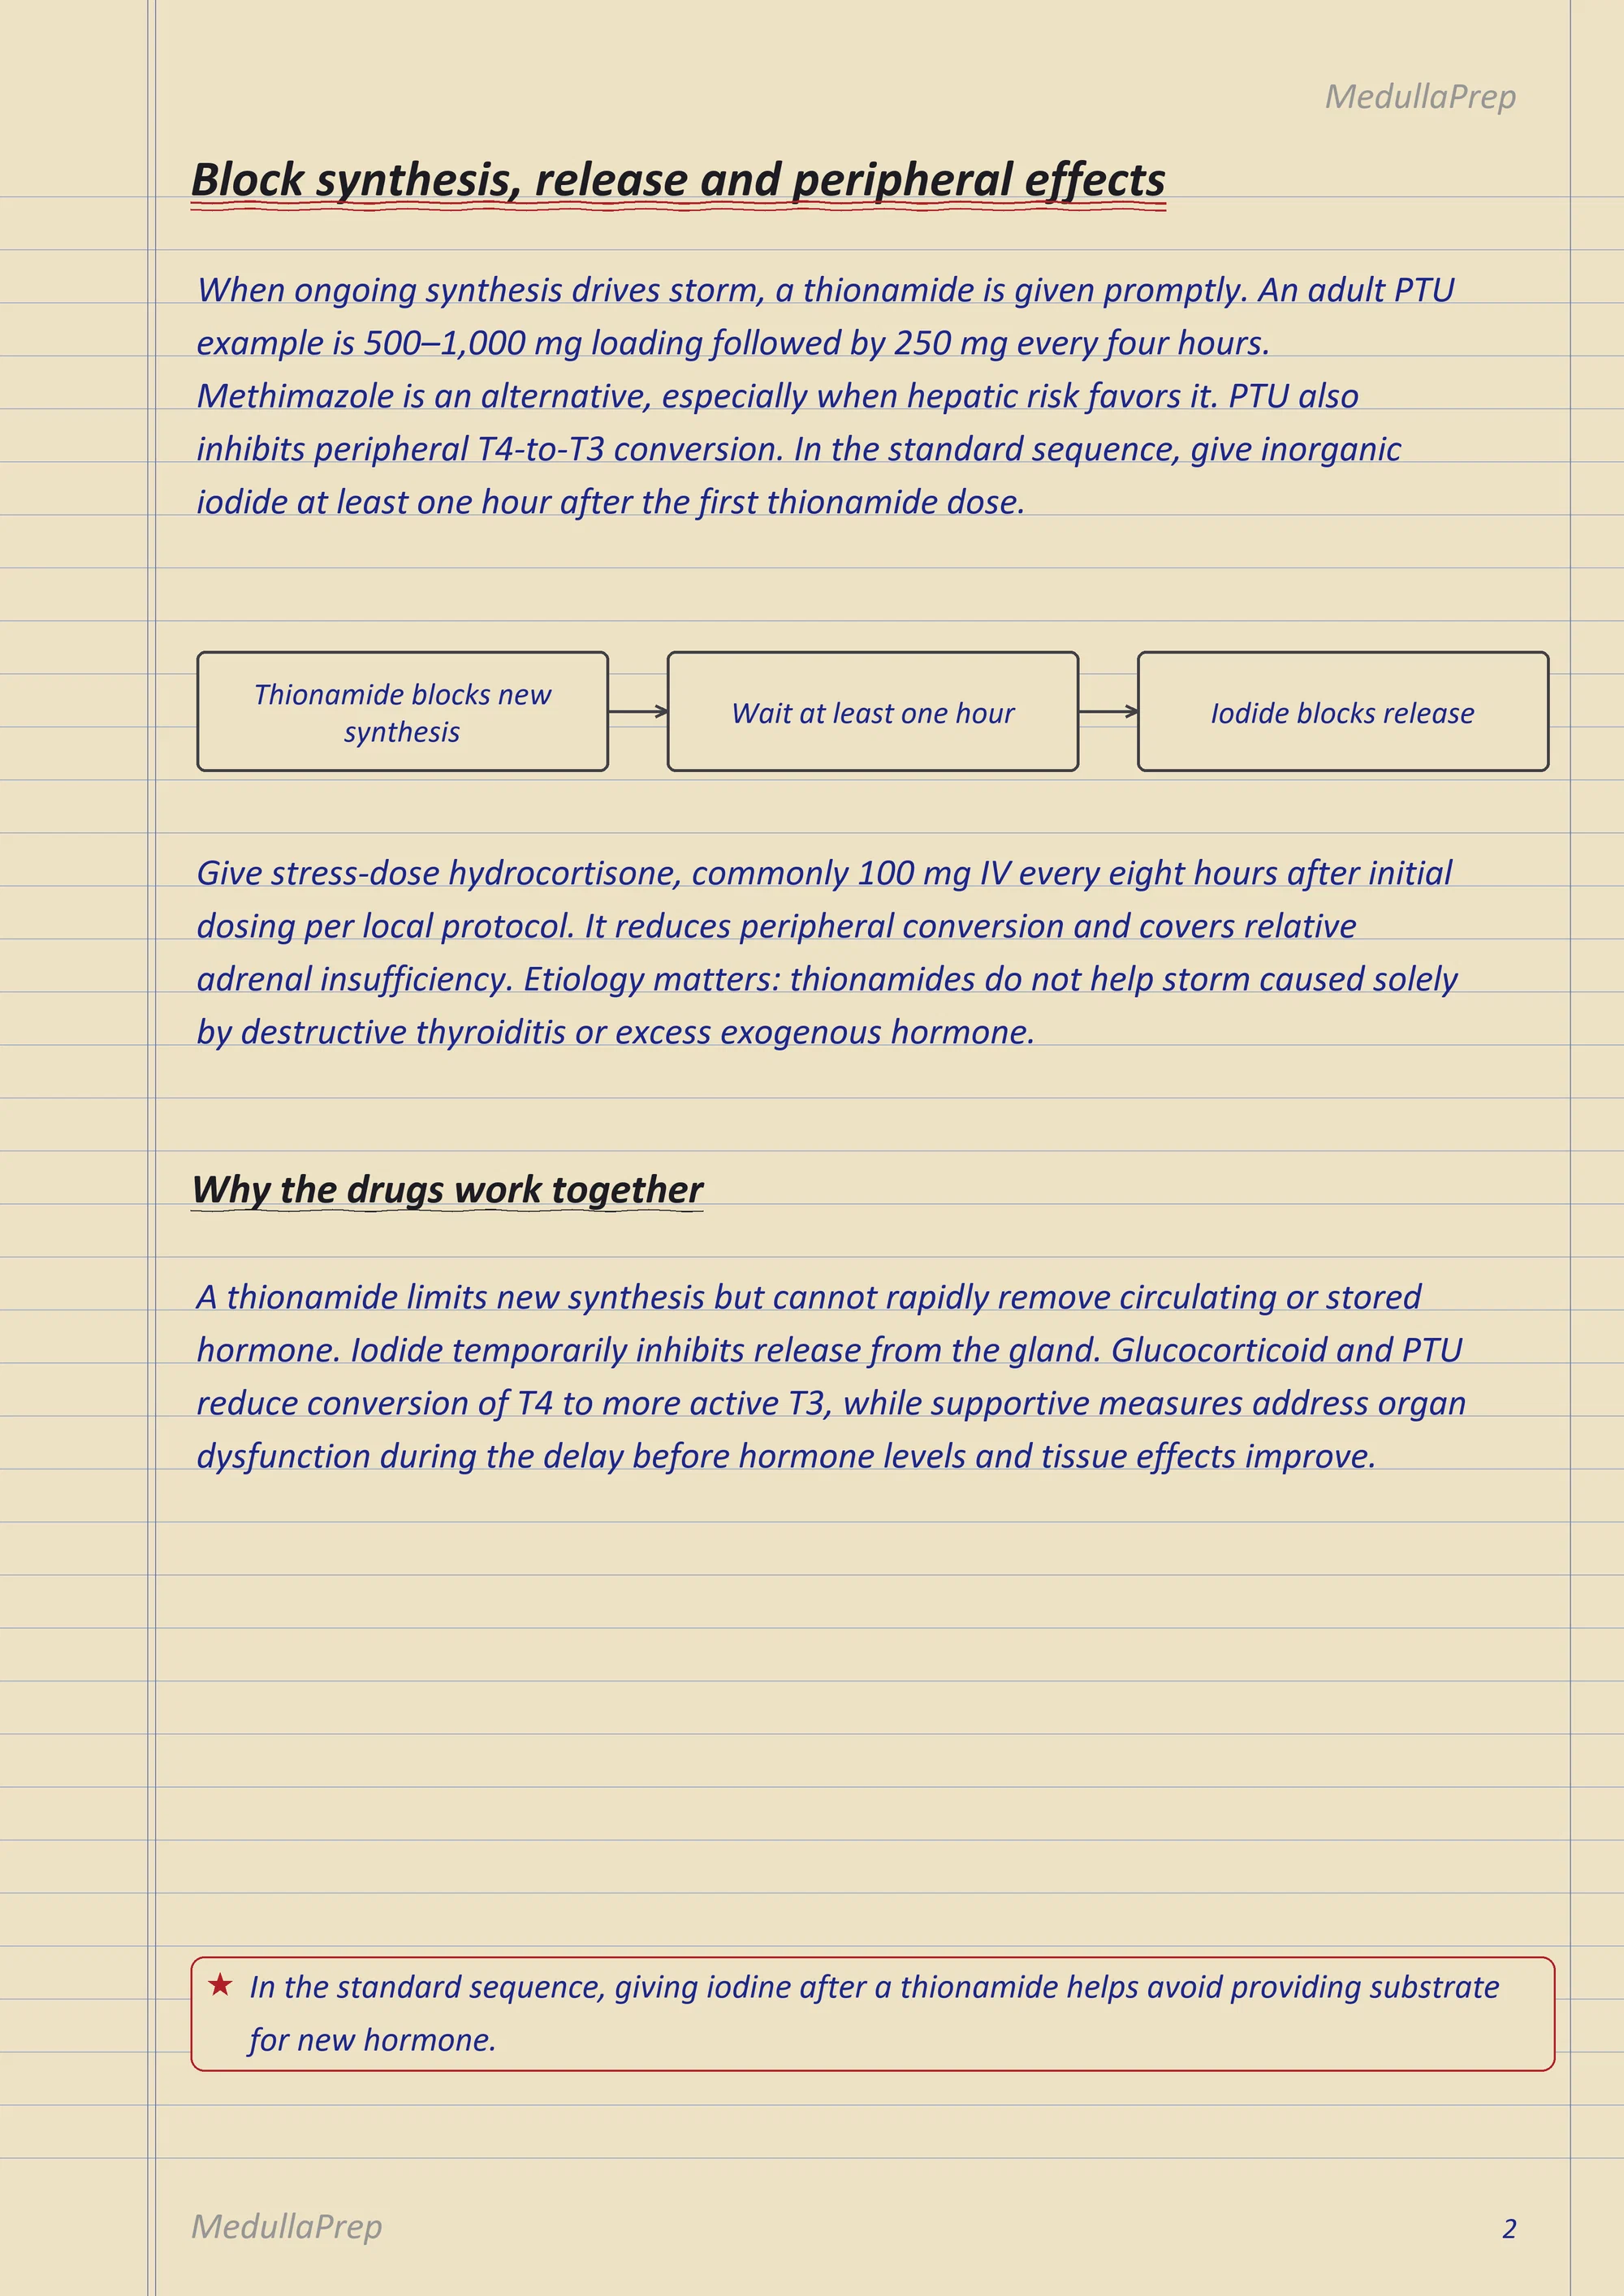 MedullaPrep
Block synthesis, release and peripheral effects
When ongoing synthesis drives storm, a thionamide is given promptly. An adult PTU
example is 500–1,000 mg loading followed by 250 mg every four hours.
Methimazole is an alternative, especially when hepatic risk favors it. PTU also
inhibits peripheral T4-to-T3 conversion. In the standard sequence, give inorganic
iodide at least one hour after the first thionamide dose.
Thionamide blocks new
synthesis
Wait at least one hour
Iodide blocks release
Give stress-dose hydrocortisone, commonly 100 mg IV every eight hours after initial
dosing per local protocol. It reduces peripheral conversion and covers relative
adrenal insufficiency. Etiology matters: thionamides do not help storm caused solely
by destructive thyroiditis or excess exogenous hormone.
Why the drugs work together
A thionamide limits new synthesis but cannot rapidly remove circulating or stored
hormone. Iodide temporarily inhibits release from the gland. Glucocorticoid and PTU
reduce conversion of T4 to more active T3, while supportive measures address organ
dysfunction during the delay before hormone levels and tissue effects improve.
★ In the standard sequence, giving iodine after a thionamide helps avoid providing substrate
for new hormone.
MedullaPrep
2